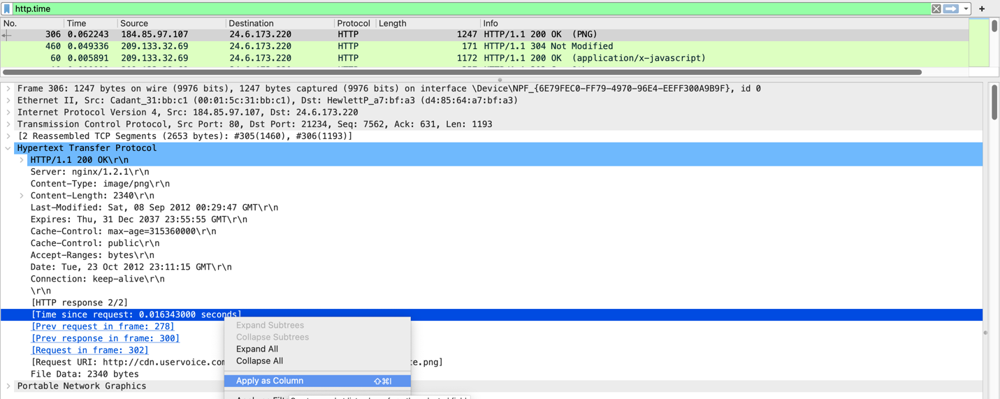 http.time
No. Time Source Destination Protocol Length Info
306 0.062243 184.85.97.107 24.6.173.220 HTTP 1247 HTTP/1.1 200 OK (PNG)
460 0.049336 209.133.32.69 24.6.173.220 HTTP 171 HTTP/1.1 304 Not Modified
60 0.005891 209.133.32.69 24.6.173.220 HTTP 1172 HTTP/1.1 200 OK (application/x-javascript)
Frame 306: 1247 bytes on wire (9976 bits), 1247 bytes captured (9976 bits) on interface \Device\NPF_{6E79FEC0-FF79-4970-96E4-EEFF300A9B9F}, id 0
Ethernet II, Src: Cadant_31:bb:c1 (00:01:5c:31:bb:c1), Dst: HewlettP_a7:bf:a3 (d4:85:64:a7:bf:a3)
Internet Protocol Version 4, Src: 184.85.97.107, Dst: 24.6.173.220
Transmission Control Protocol, Src Port: 80, Dst Port: 21234, Seq: 7562, Ack: 631, Len: 1193
[2 Reassembled TCP Segments (2653 bytes): #305(1460), #306(1193)]
Hypertext Transfer Protocol
HTTP/1.1 200 OK\r\n
Server: nginx/1.2.1\r\n
Content-Type: image/png\r\n
Content-Length: 2340\r\n
Last-Modified: Sat, 08 Sep 2012 00:29:47 GMT\r\n
Expires: Thu, 31 Dec 2037 23:55:55 GMT\r\n
Cache-Control: max-age=315360000\r\n
Cache-Control: public\r\n
Accept-Ranges: bytes\r\n
Date: Tue, 23 Oct 2012 23:11:15 GMT\r\n
Connection: keep-alive\r\n
\r\n
[HTTP response 2/2]
[Time since request: 0.016343000 seconds]
[Prev request in frame: 278]
[Prev response in frame: 300]
[Request in frame: 302]
[Request URI: http://cdn.uservoice.com te.png]
File Data: 2340 bytes
Portable Network Graphics
Expand Subtrees
Collapse Subtrees
Expand All
Collapse All
Apply as Column ⇧⌘I